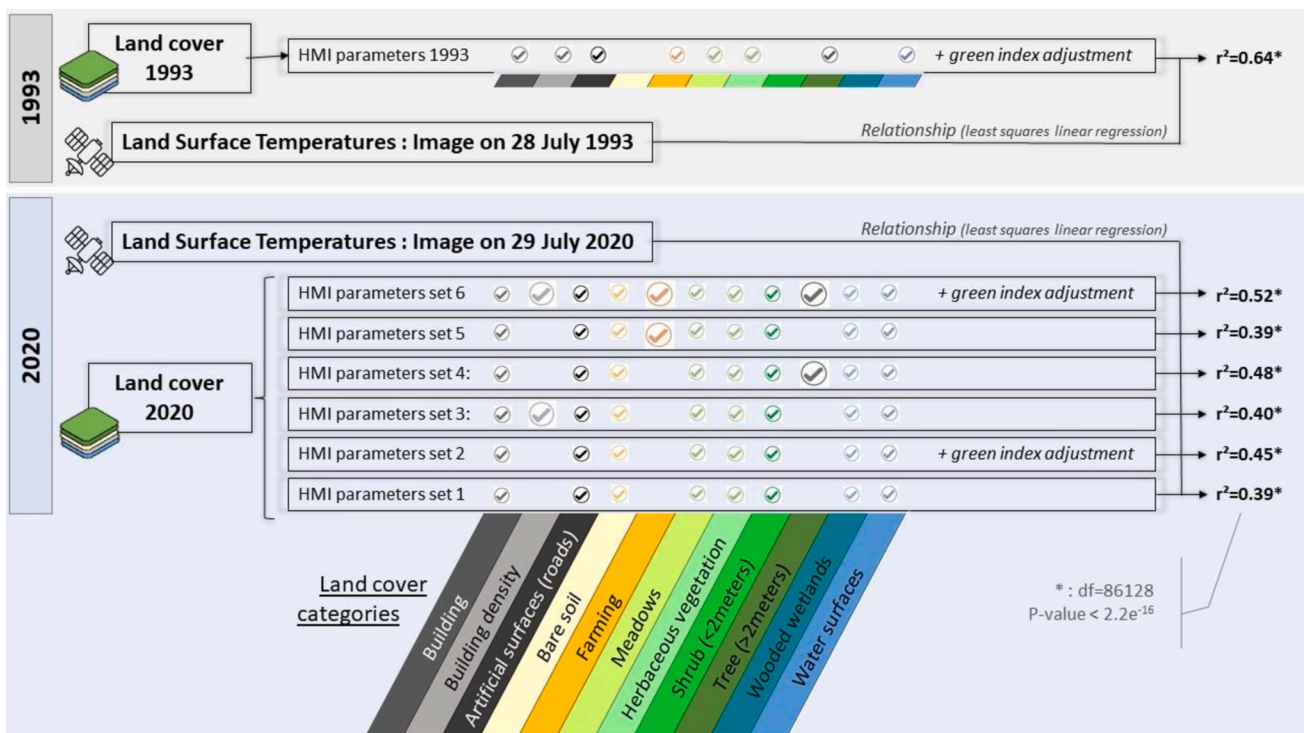 1993
Land cover
1993
HMI parameters 1993
+ green index adjustment
r²=0.64*
Relationship (least squares linear regression)
Land Surface Temperatures : Image on 28 July 1993
2020
Relationship (least squares linear regression)
Land Surface Temperatures : Image on 29 July 2020
HMI parameters set 6
+ green index adjustment
r²=0.52*
HMI parameters set 5
r²=0.39*
Land cover
2020
HMI parameters set 4:
r²=0.48*
HMI parameters set 3:
r²=0.40*
HMI parameters set 2
+ green index adjustment
r²=0.45*
HMI parameters set 1
r²=0.39*
Land cover
categories
Building
Building density
Artificial surfaces (roads)
Bare soil
Farming
Meadows
Herbaceous vegetation
Shrub (<2meters)
Tree (>2meters)
Wooded wetlands
Water surfaces
* : df=86128
P-value < 2.2e⁻¹⁶